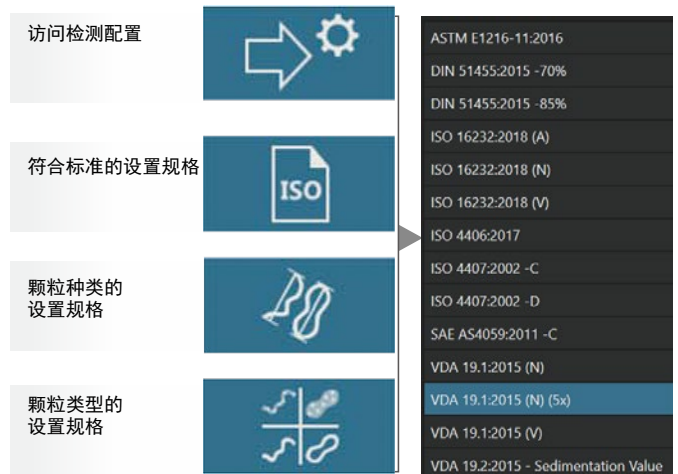 访问检测配置
符合标准的设置规格
ISO
颗粒种类的
设置规格
颗粒类型的
设置规格
ASTM E1216-11:2016
DIN 51455:2015 -70%
DIN 51455:2015 -85%
ISO 16232:2018 (A)
ISO 16232:2018 (N)
ISO 16232:2018 (V)
ISO 4406:2017
ISO 4407:2002 -C
ISO 4407:2002 -D
SAE AS4059:2011 -C
VDA 19.1:2015 (N)
VDA 19.1:2015 (N) (5x)
VDA 19.1:2015 (V)
VDA 19.2:2015 - Sedimentation Value